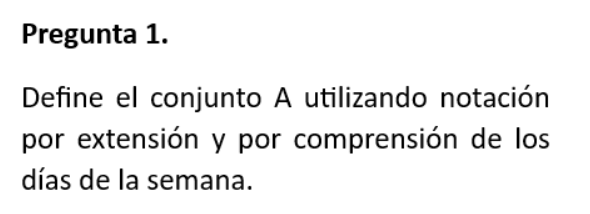 Pregunta 1.
Define el conjunto A utilizando notación
por extensión y por comprensión de los
días de la semana.